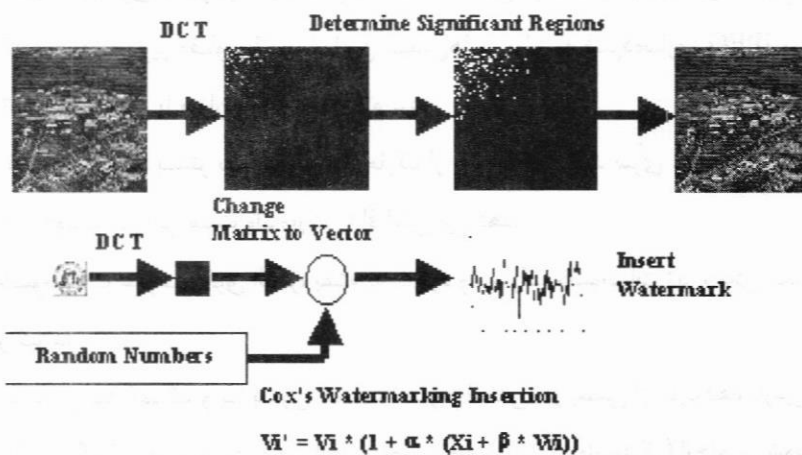 DCT
Determine Significant Regions
Change
Matrix to Vector
DCT
Insert
Watermark
Random Numbers
Cox's Watermarking Insertion
Vi' = Vi * (1 + α * (Xi + β * Wi))